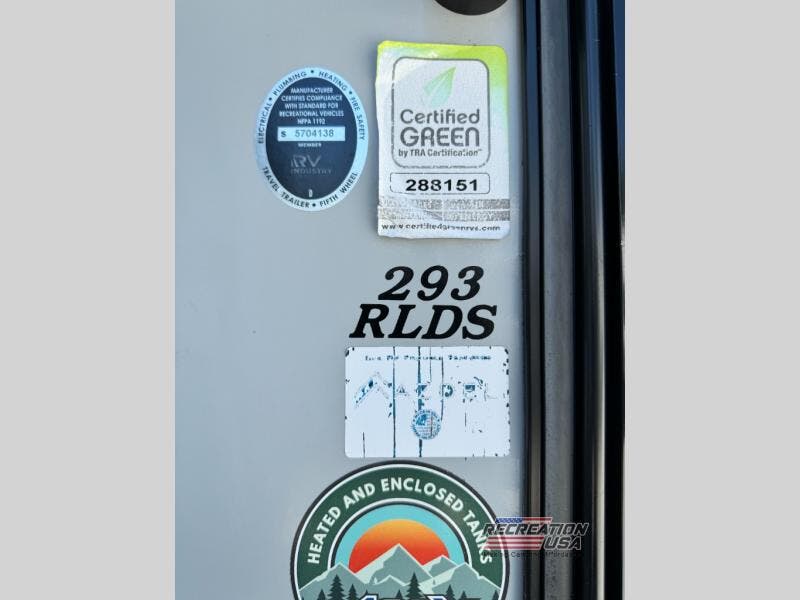 ELECTRICAL • PLUMBING • HEATING • FIRE SAFETY
MANUFACTURER
CERTIFIES COMPLIANCE
WITH STANDARD FOR
RECREATIONAL VEHICLES
NFPA 1192
S 5704138
MEMBER
RV
INDUSTRY
D
TRAVEL TRAILER • FIFTH WHEEL
Certified
GREEN
by TRA Certification™
288151
www.certifiedgreenrvs.com
293
RLDS
HEATED AND ENCLOSED TANKS
RECREATION
USA